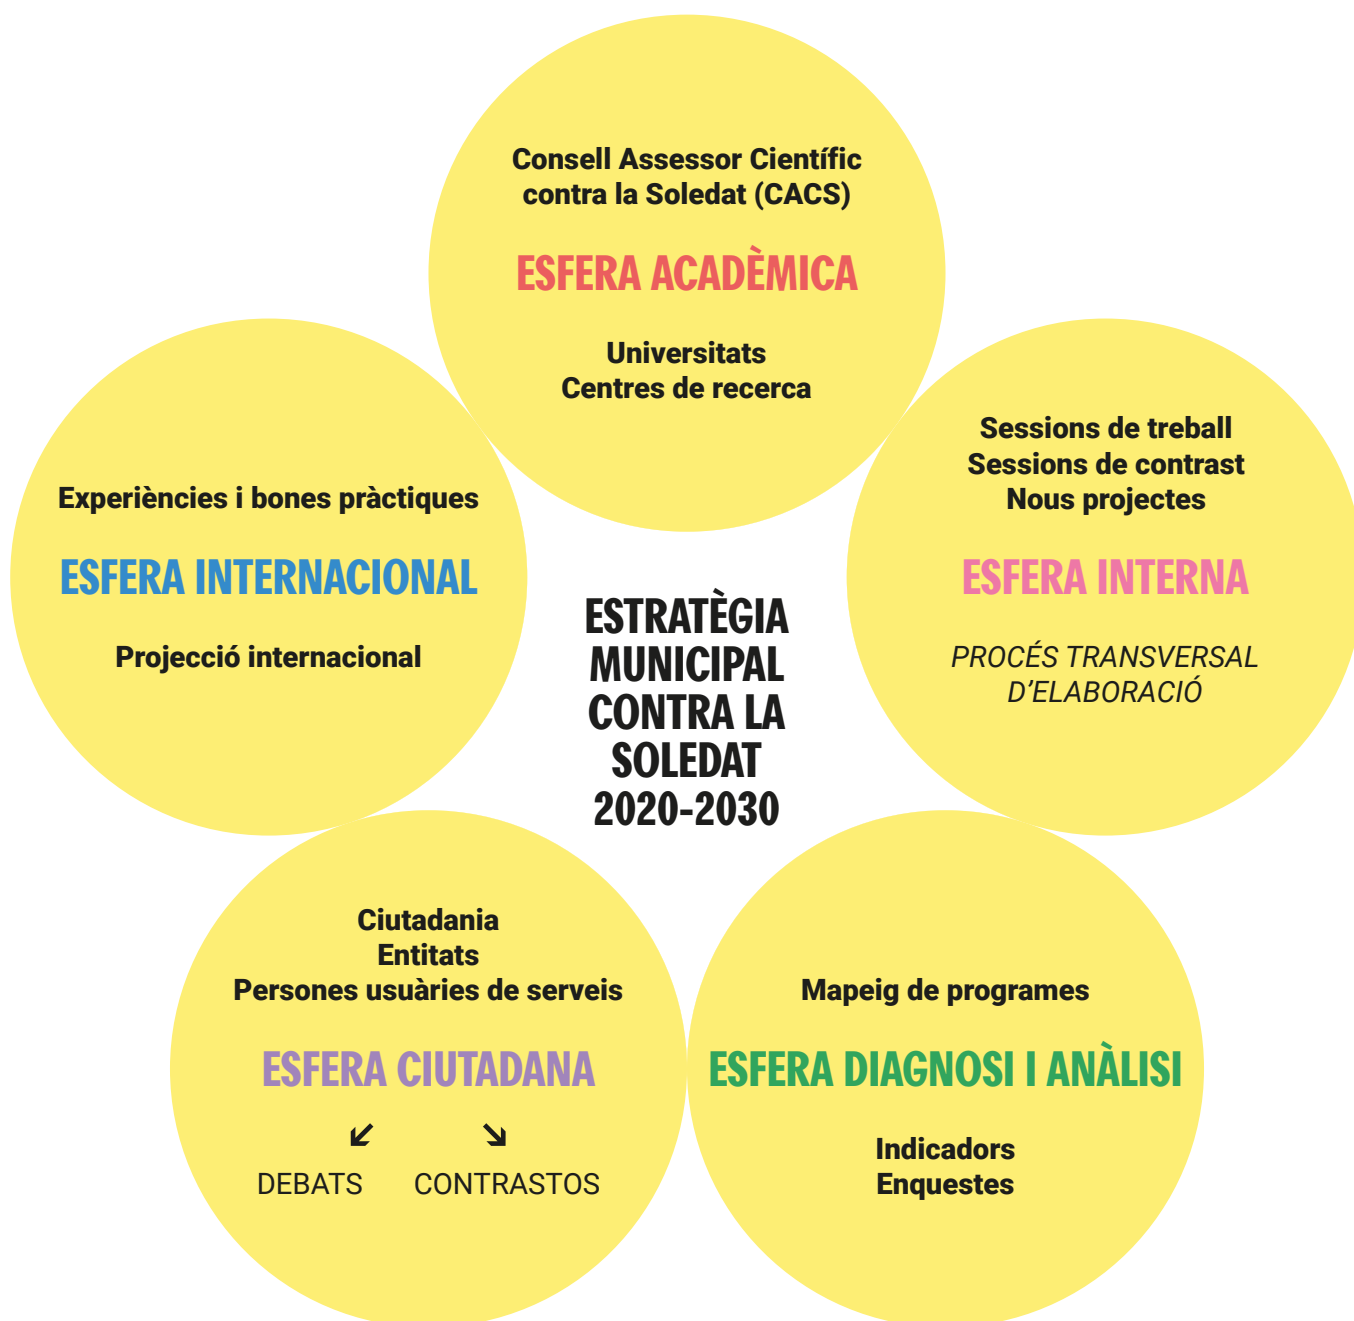 Consell Assessor Científic
contra la Soledat (CACS)
ESFERA ACADÈMICA
Universitats
Centres de recerca
Experiències i bones pràctiques
ESFERA INTERNACIONAL
Projecció internacional
Sessions de treball
Sessions de contrast
Nous projectes
ESFERA INTERNA
PROCÉS TRANSVERSAL
D’ELABORACIÓ
ESTRATÈGIA
MUNICIPAL
CONTRA LA
SOLEDAT
2020-2030
Ciutadania
Entitats
Persones usuàries de serveis
ESFERA CIUTADANA
DEBATS CONTRASTOS
Mapeig de programes
ESFERA DIAGNOSI I ANÀLISI
Indicadors
Enquestes